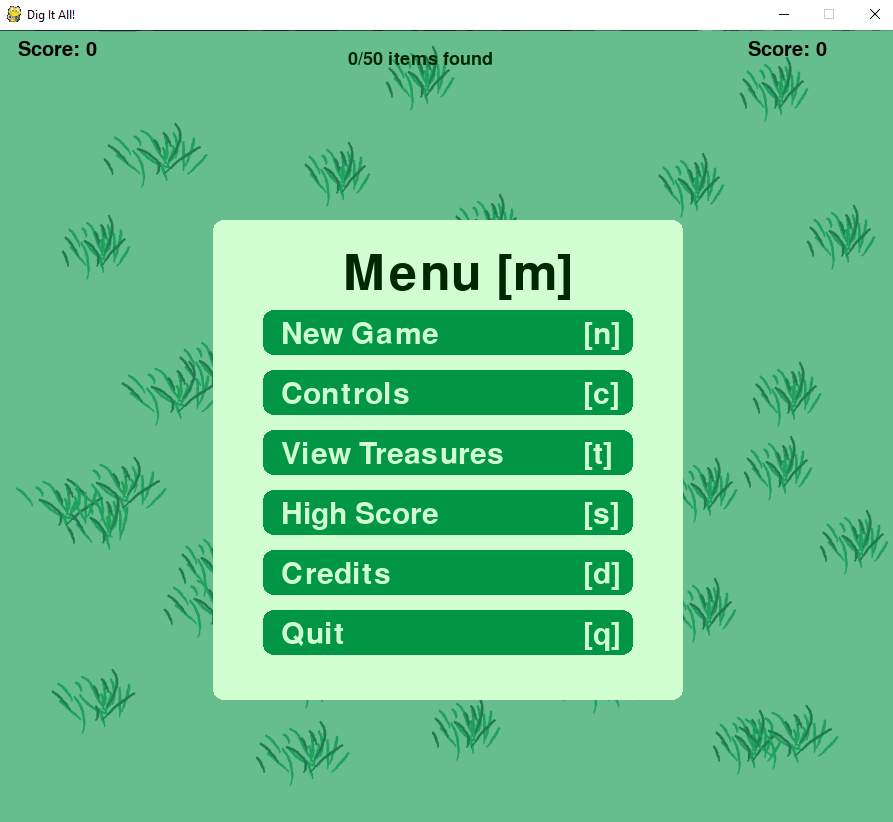 Dig It All!
Score: 0
0/50 items found
Score: 0
Menu [m]
New Game [n]
Controls [c]
View Treasures [t]
High Score [s]
Credits [d]
Quit [q]